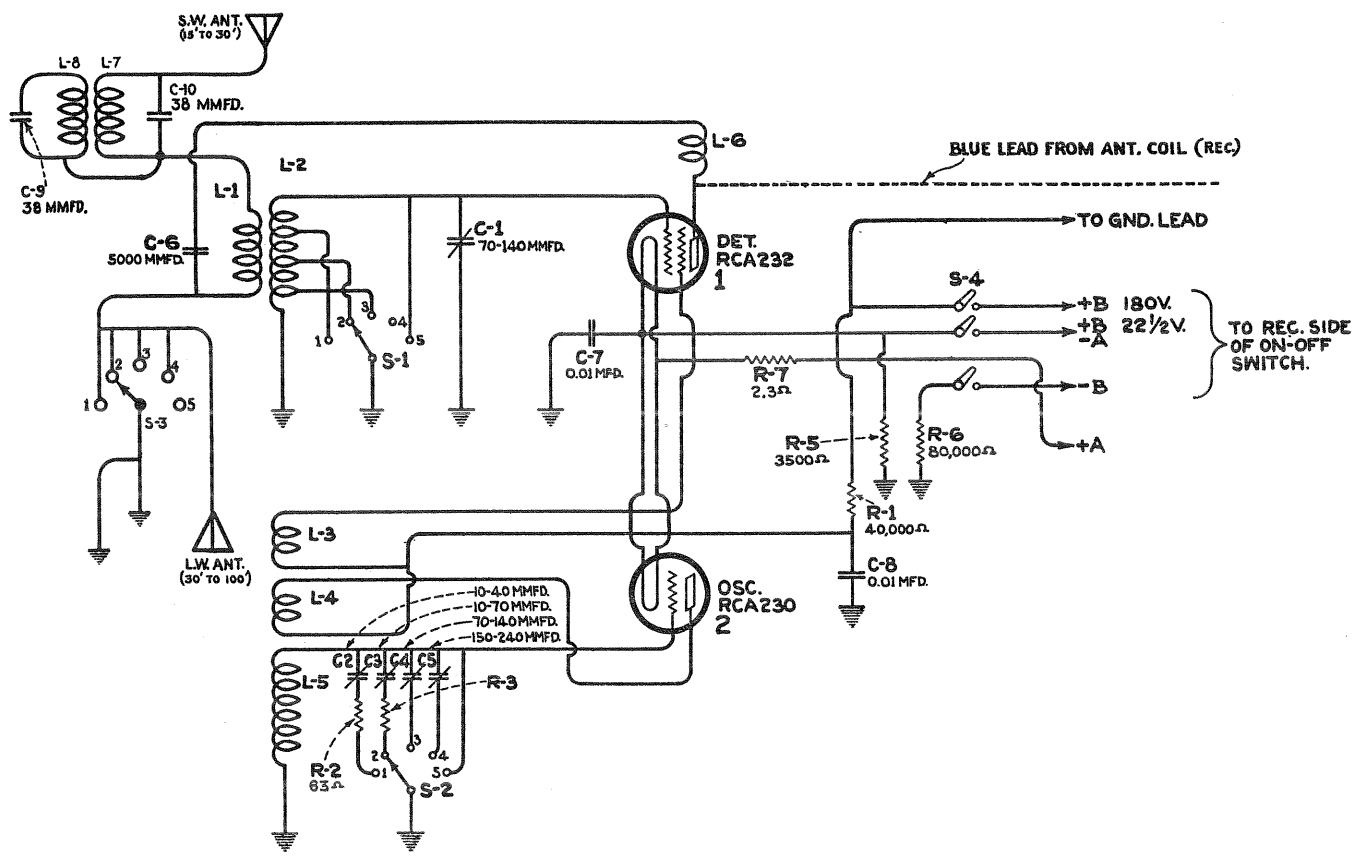 S.W. ANT.
(15' TO 30')
L-8 L-7
C-10
38 MMFD.
C-9
38 MMFD.
L-1
L-2
L-6
BLUE LEAD FROM ANT. COIL (REC.)
C-6
5000 MMFD.
C-1
70-140 MMFD.
DET.
RCA232
1
TO GND. LEAD
S-4
+B 180V.
+B 22½V.
-A
-B
+A
TO REC. SIDE
OF ON-OFF
SWITCH.
1 2 3 4 5
S-1
C-7
0.01 MFD.
R-7
2.3Ω
1 2 3 4 5
S-3
R-5
3500Ω
R-6
80,000Ω
R-1
40,000Ω
L.W. ANT.
(30' TO 100')
L-3
L-4
C-8
0.01 MFD.
OSC.
RCA230
2
10-40 MMFD.
10-70 MMFD.
70-140 MMFD.
150-240 MMFD.
C2 C3 C4 C5
L-5
R-3
R-2
63Ω
1 2 3 4 5
S-2